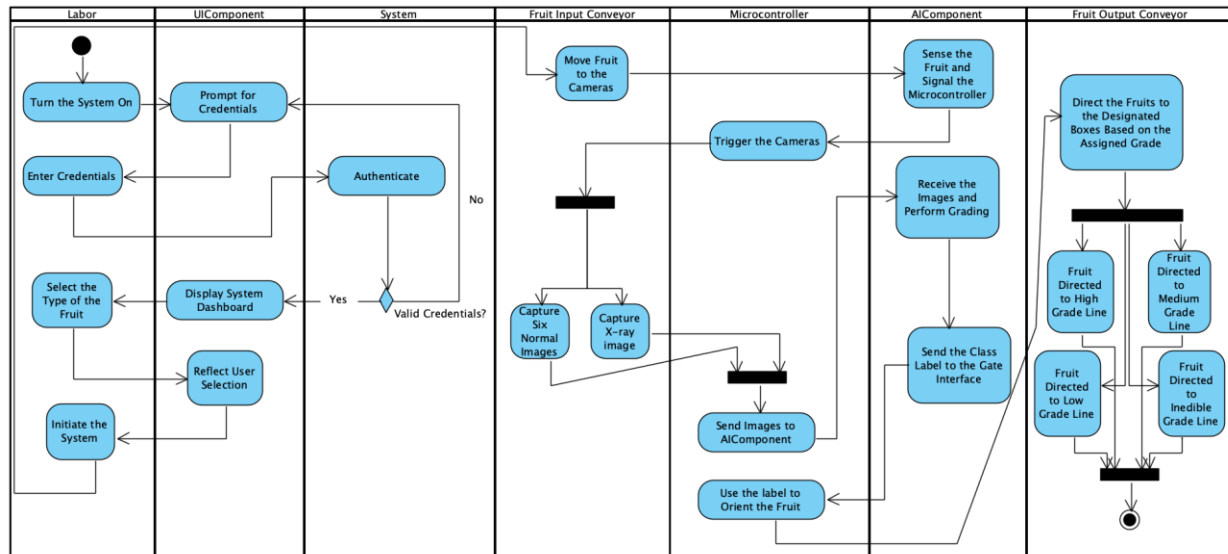 Labor
UIComponent
System
Fruit Input Conveyor
Microcontroller
AIComponent
Fruit Output Conveyor
Turn the System On
Prompt for
Credentials
Enter Credentials
Authenticate
No
Select the
Type of the
Fruit
Display System
Dashboard
Yes
Valid Credentials?
Reflect User
Selection
Initiate the
System
Move Fruit
to the
Cameras
Sense the
Fruit and
Signal the
Microcontroller
Trigger the Cameras
Capture
Six
Normal
Images
Capture
X-ray
image
Send Images to
AIComponent
Receive the
Images and
Perform Grading
Send the Class
Label to the Gate
Interface
Use the label to
Orient the Fruit
Direct the Fruits to
the Designated
Boxes Based on the
Assigned Grade
Fruit
Directed
to High
Grade Line
Fruit
Directed
to
Medium
Grade
Line
Fruit
Directed
to Low
Grade Line
Fruit
Directed
to
Inedible
Grade Line